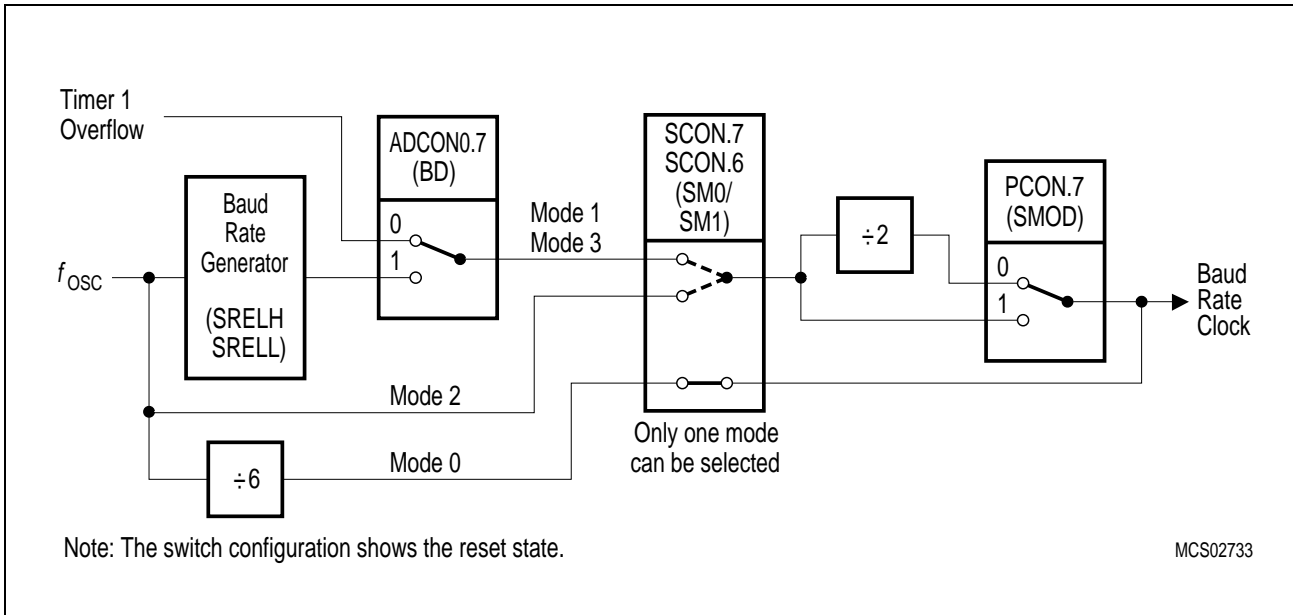 Timer 1
Overflow
ADCON0.7
(BD)
0
1
Baud
Rate
Generator
(SRELH
SRELL)
f OSC
Mode 1
Mode 3
SCON.7
SCON.6
(SM0/
SM1)
÷2
PCON.7
(SMOD)
0
1
Baud
Rate
Clock
Mode 2
Mode 0
÷6
Only one mode
can be selected
Note: The switch configuration shows the reset state.
MCS02733